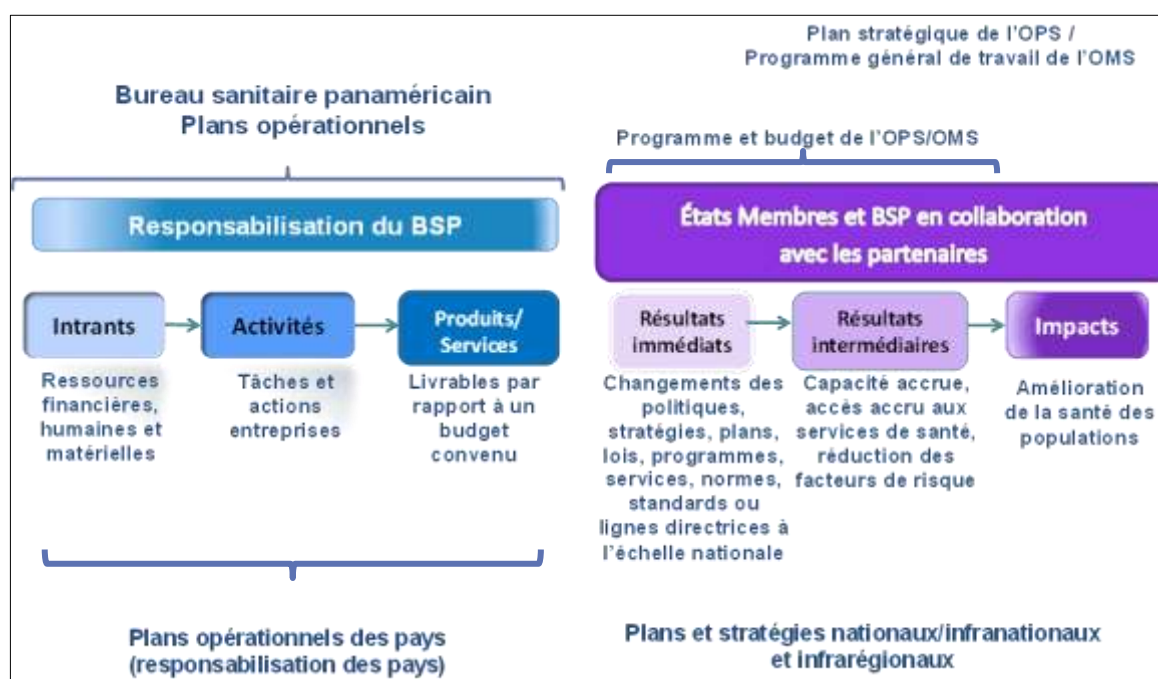 Plan stratégique de l'OPS /
Programme général de travail de l'OMS
Bureau sanitaire panaméricain
Plans opérationnels
Programme et budget de l'OPS/OMS
Responsabilisation du BSP
États Membres et BSP en collaboration
avec les partenaires
Intrants
Activités
Produits/
Services
Résultats
immédiats
Résultats
intermédiaires
Impacts
Ressources
financières,
humaines et
matérielles
Tâches et
actions
entreprises
Livrables par
rapport à un
budget
convenu
Changements des
politiques,
stratégies, plans,
lois, programmes,
services, normes,
standards ou
lignes directrices à
l'échelle nationale
Capacité accrue,
accès accru aux
services de santé,
réduction des
facteurs de risque
Amélioration
de la santé des
populations
Plans opérationnels des pays
(responsabilisation des pays)
Plans et stratégies nationaux/infranationaux
et infrarégionaux